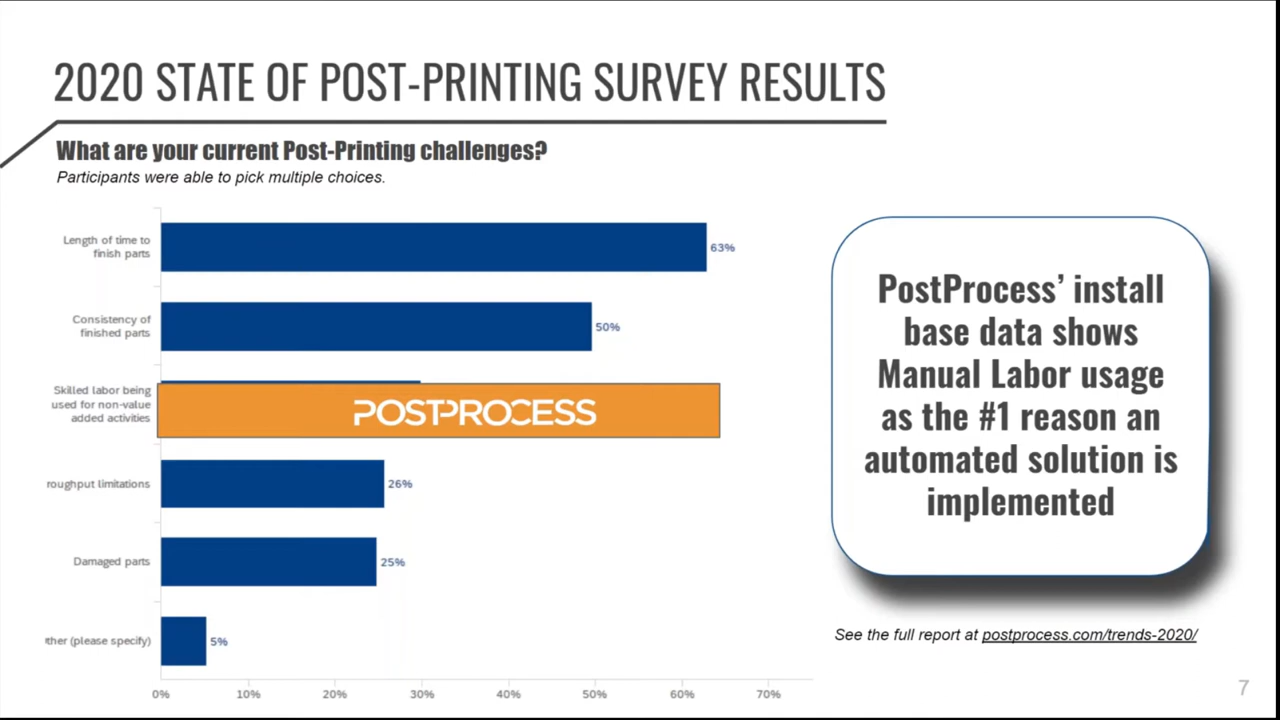 2020 STATE OF POST-PRINTING SURVEY RESULTS
What are your current Post-Printing challenges?
Participants were able to pick multiple choices.
Length of time to
finish parts
63%
Consistency of
finished parts
50%
Skilled labor being
used for non-value
added activities
POSTPROCESS
roughput limitations
26%
Damaged parts
25%
ther (please specify)
5%
0% 10% 20% 30% 40% 50% 60% 70%
PostProcess’ install
base data shows
Manual Labor usage
as the #1 reason an
automated solution is
implemented
See the full report at postprocess.com/trends-2020/
7